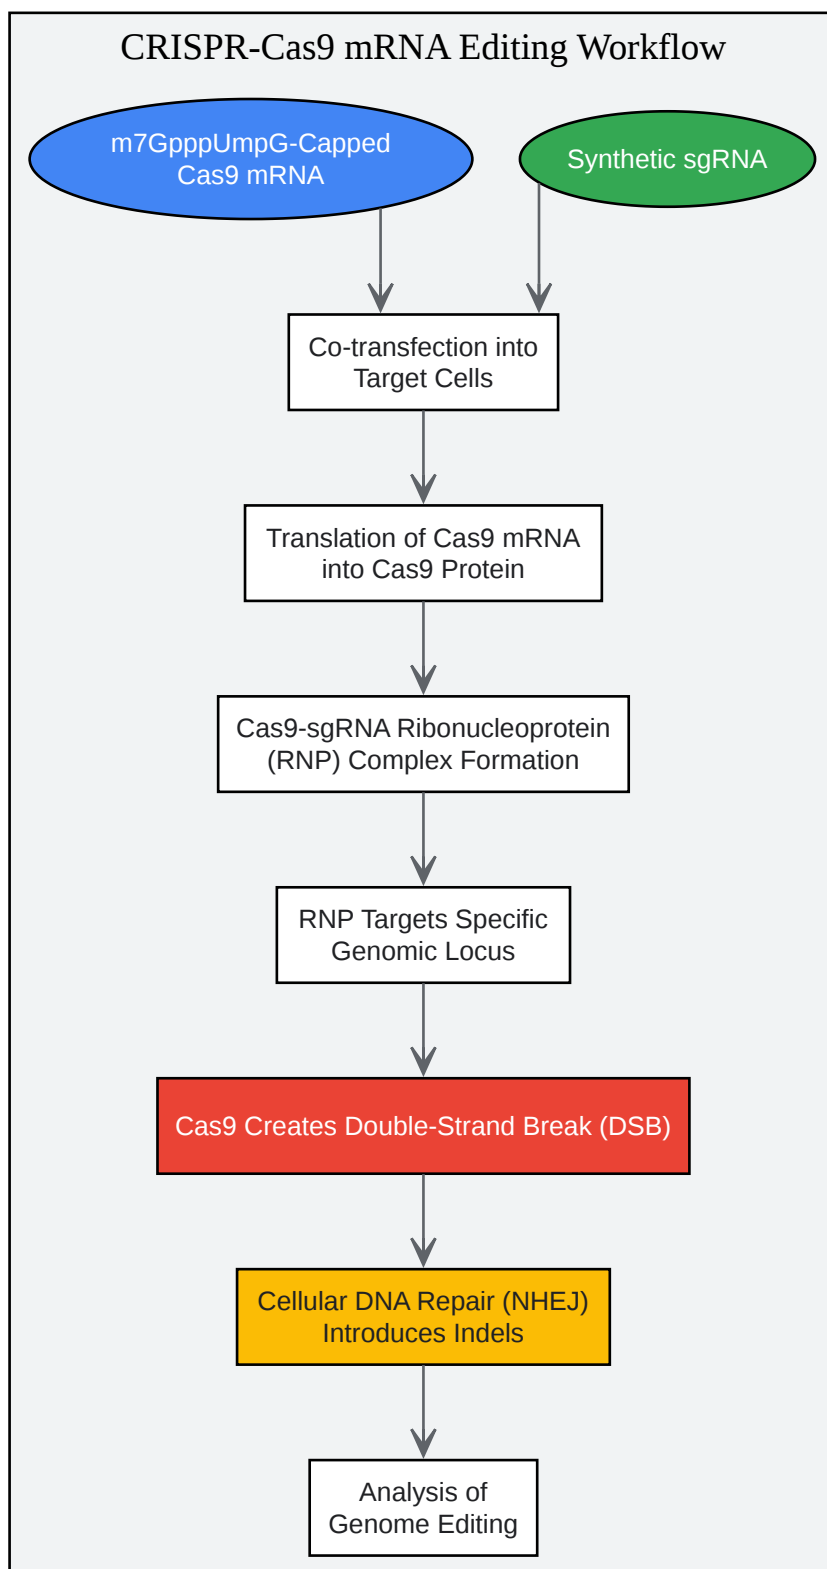 CRISPR-Cas9 mRNA Editing Workflow
m7GpppUmpG-Capped
Cas9 mRNA
Synthetic sgRNA
Co-transfection into
Target Cells
Translation of Cas9 mRNA
into Cas9 Protein
Cas9-sgRNA Ribonucleoprotein
(RNP) Complex Formation
RNP Targets Specific
Genomic Locus
Cas9 Creates Double-Strand Break (DSB)
Cellular DNA Repair (NHEJ)
Introduces Indels
Analysis of
Genome Editing